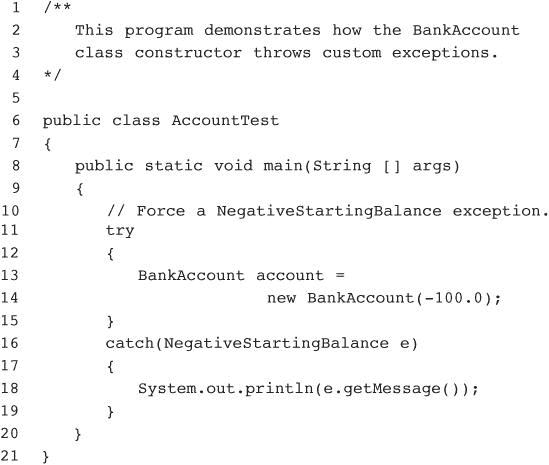 1 /**
2    This program demonstrates how the BankAccount
3    class constructor throws custom exceptions.
4 */
5
6 public class AccountTest
7 {
8    public static void main(String [] args)
9    {
10       // Force a NegativeStartingBalance exception.
11       try
12       {
13          BankAccount account =
14                      new BankAccount(-100.0);
15       }
16       catch(NegativeStartingBalance e)
17       {
18          System.out.println(e.getMessage());
19       }
20    }
21 }